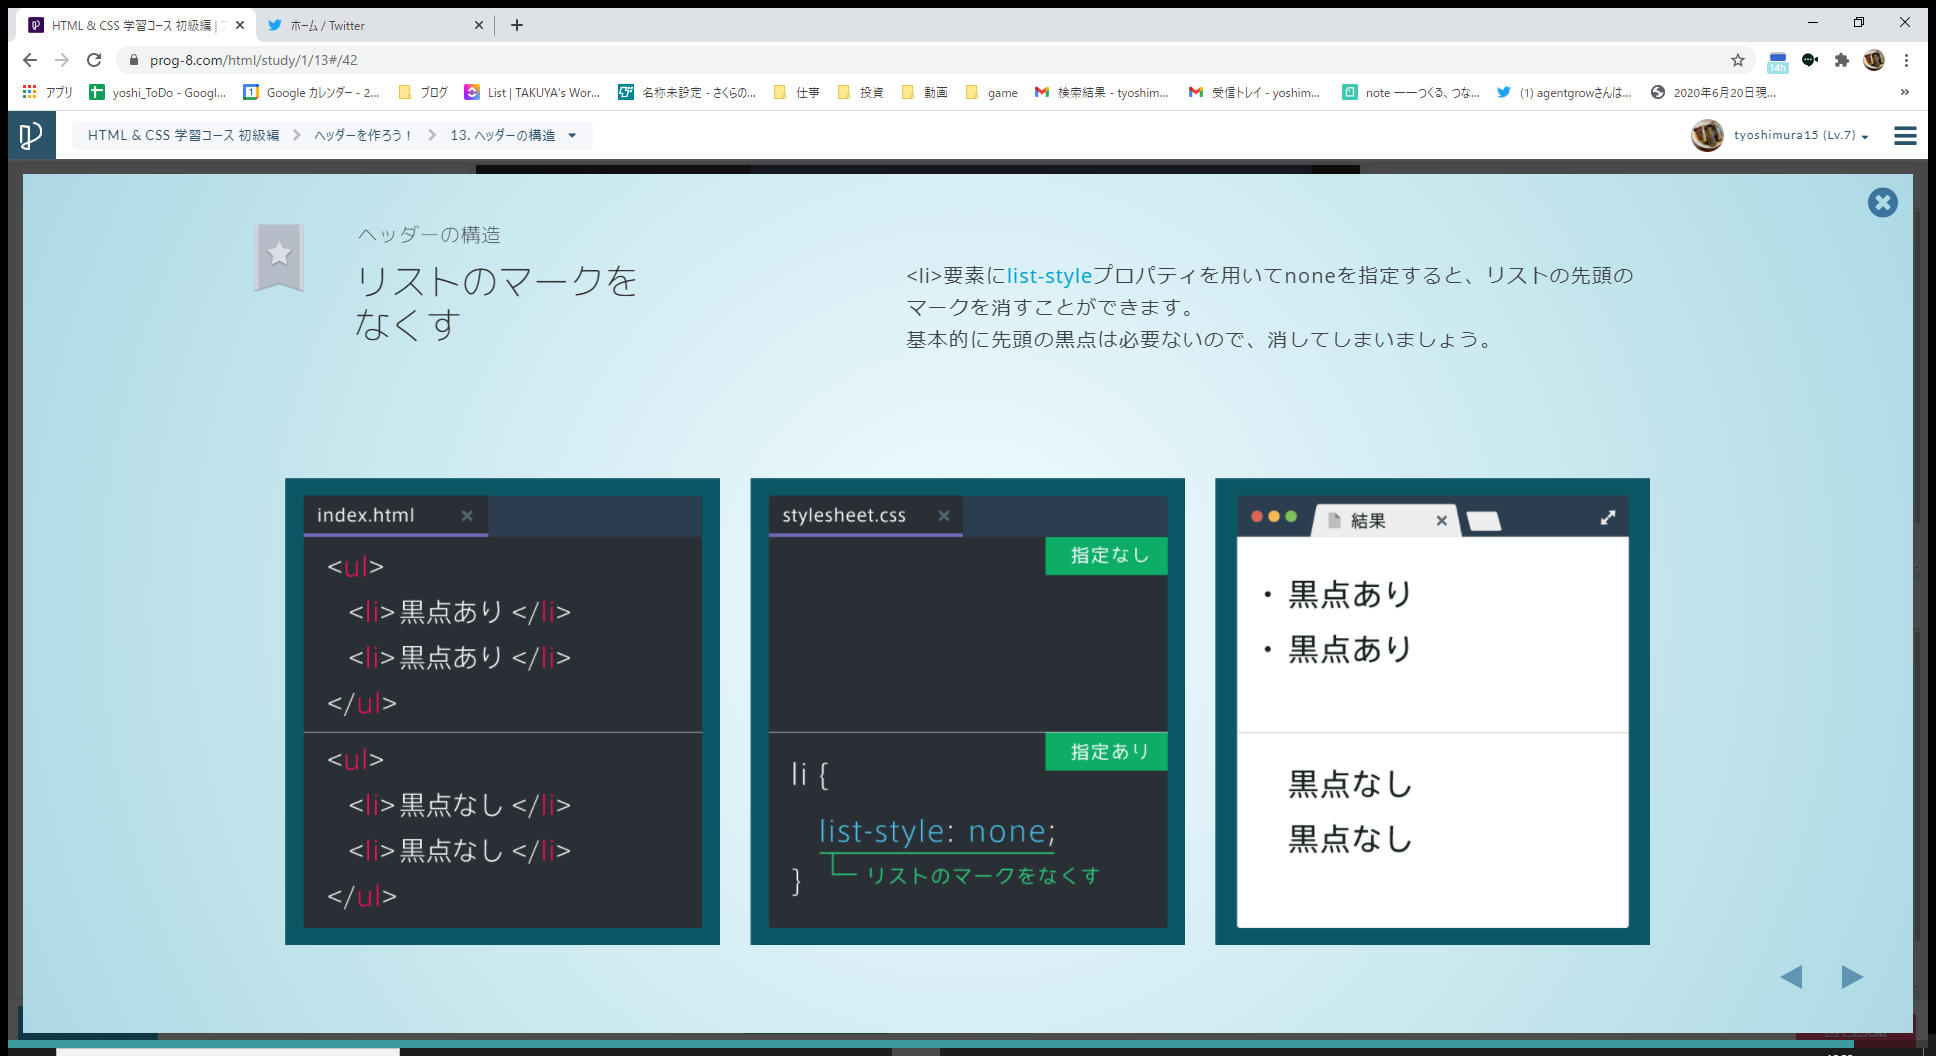 HTML & CSS 学習コース 初級編 |
ホーム / Twitter
prog-8.com/html/study/1/13#/42
アプリ
yoshi_ToDo - Googl...
Google カレンダー - 2...
ブログ
List | TAKUYA's Wor...
名称未設定 - さくらの...
仕事
投資
動画
game
検索結果 - tyoshim...
受信トレイ - yoshim...
note ーーつくる、つな...
(1) agentgrowさんは...
2020年6月20日現...
14h
HTML & CSS 学習コース 初級編
ヘッダーを作ろう!
13. ヘッダーの構造
tyoshimura15 (Lv.7)
ヘッダーの構造
リストのマークを
なくす
<li>要素にlist-styleプロパティを用いてnoneを指定すると、リストの先頭の
マークを消すことができます。
基本的に先頭の黒点は必要ないので、消してしまいましょう。
index.html
<ul>
<li>黒点あり </li>
<li>黒点あり </li>
</ul>
<ul>
<li>黒点なし </li>
<li>黒点なし </li>
</ul>
stylesheet.css
指定なし
指定あり
li {
list-style: none;
リストのマークをなくす
}
結果
・ 黒点あり
・ 黒点あり
黒点なし
黒点なし